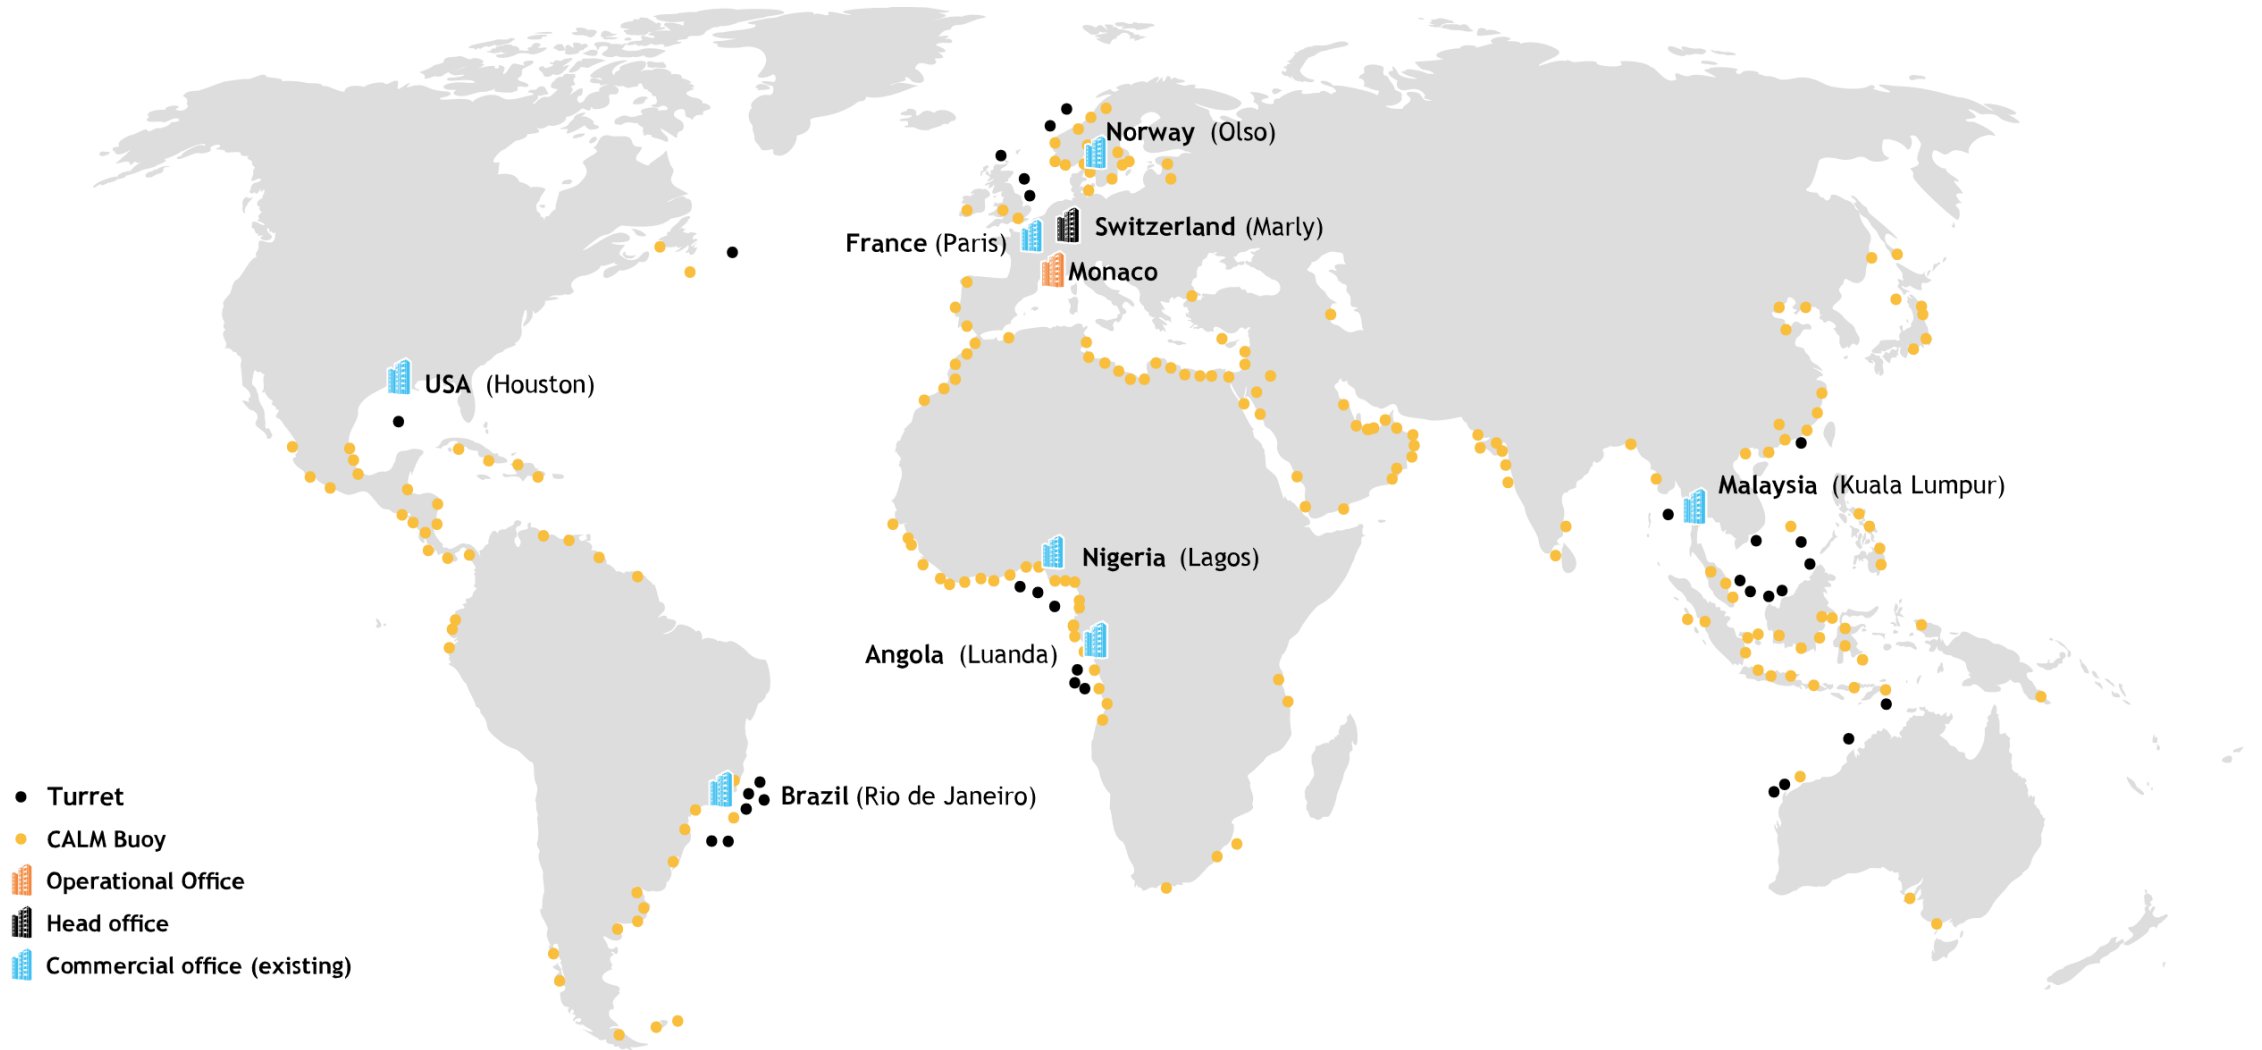 Norway (Olso)
Switzerland (Marly)
France (Paris)
Monaco
USA (Houston)
Malaysia (Kuala Lumpur)
Nigeria (Lagos)
Angola (Luanda)
Brazil (Rio de Janeiro)
Turret
CALM Buoy
Operational Office
Head office
Commercial office (existing)